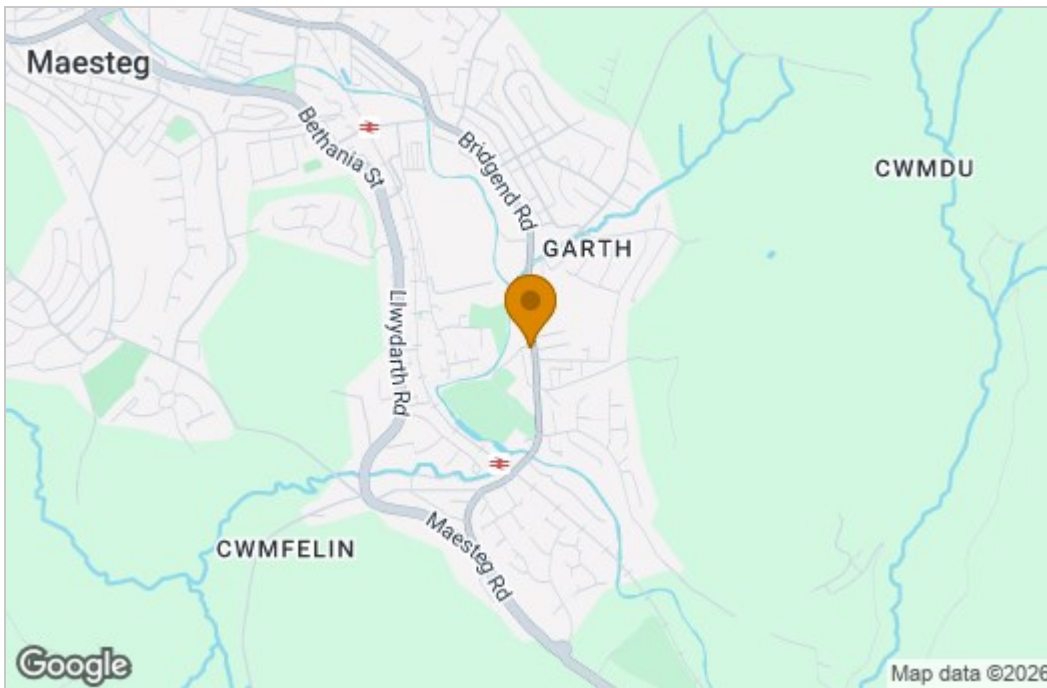 Maesteg
Bethania St
Bridgend Rd
CWMDU
GARTH
Llwydarth Rd
CWMFELIN
Maesteg Rd
Google
Map data ©2026